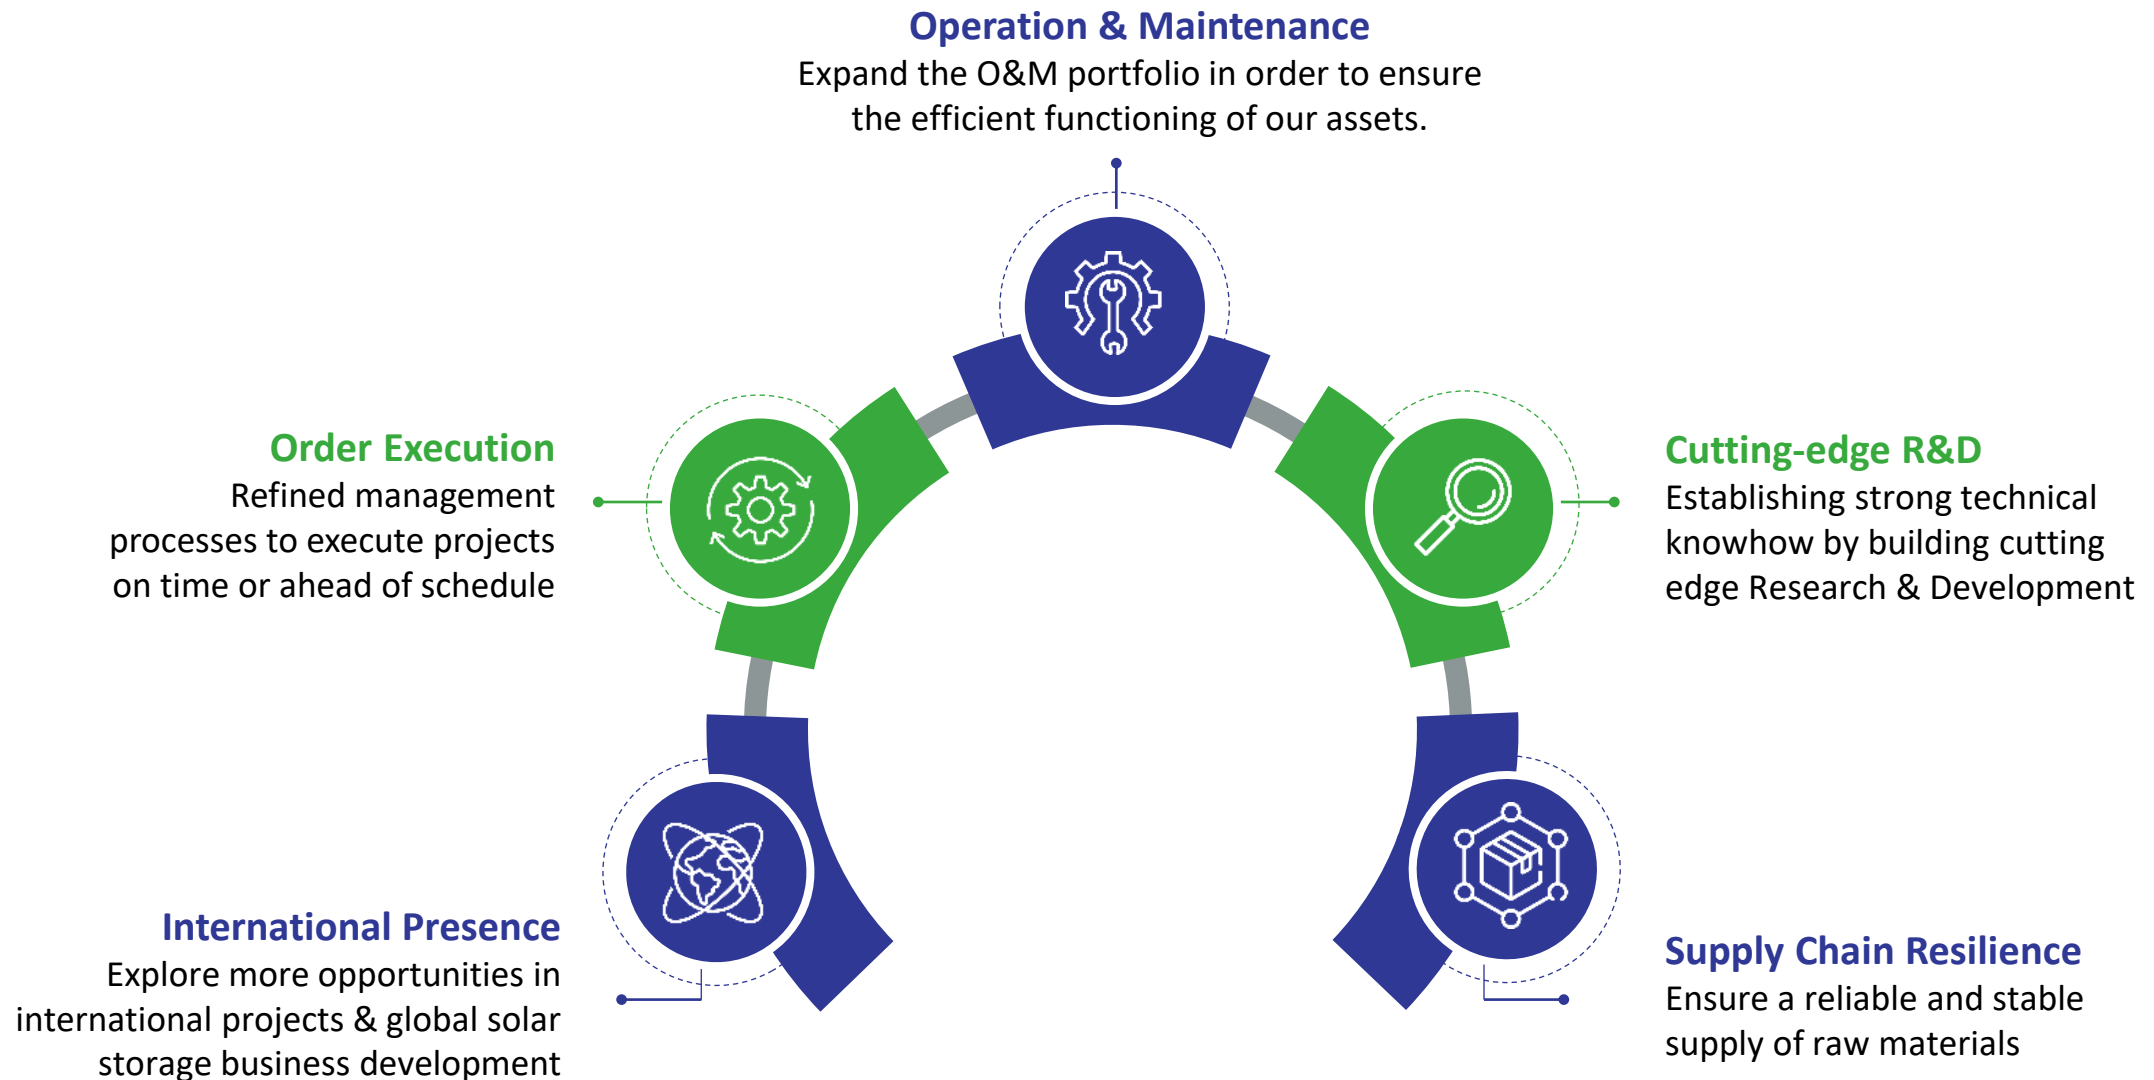 Operation & Maintenance
Expand the O&M portfolio in order to ensure
the efficient functioning of our assets.
Order Execution
Refined management
processes to execute projects
on time or ahead of schedule
Cutting-edge R&D
Establishing strong technical
knowhow by building cutting
edge Research & Development
International Presence
Explore more opportunities in
international projects & global solar
storage business development
Supply Chain Resilience
Ensure a reliable and stable
supply of raw materials